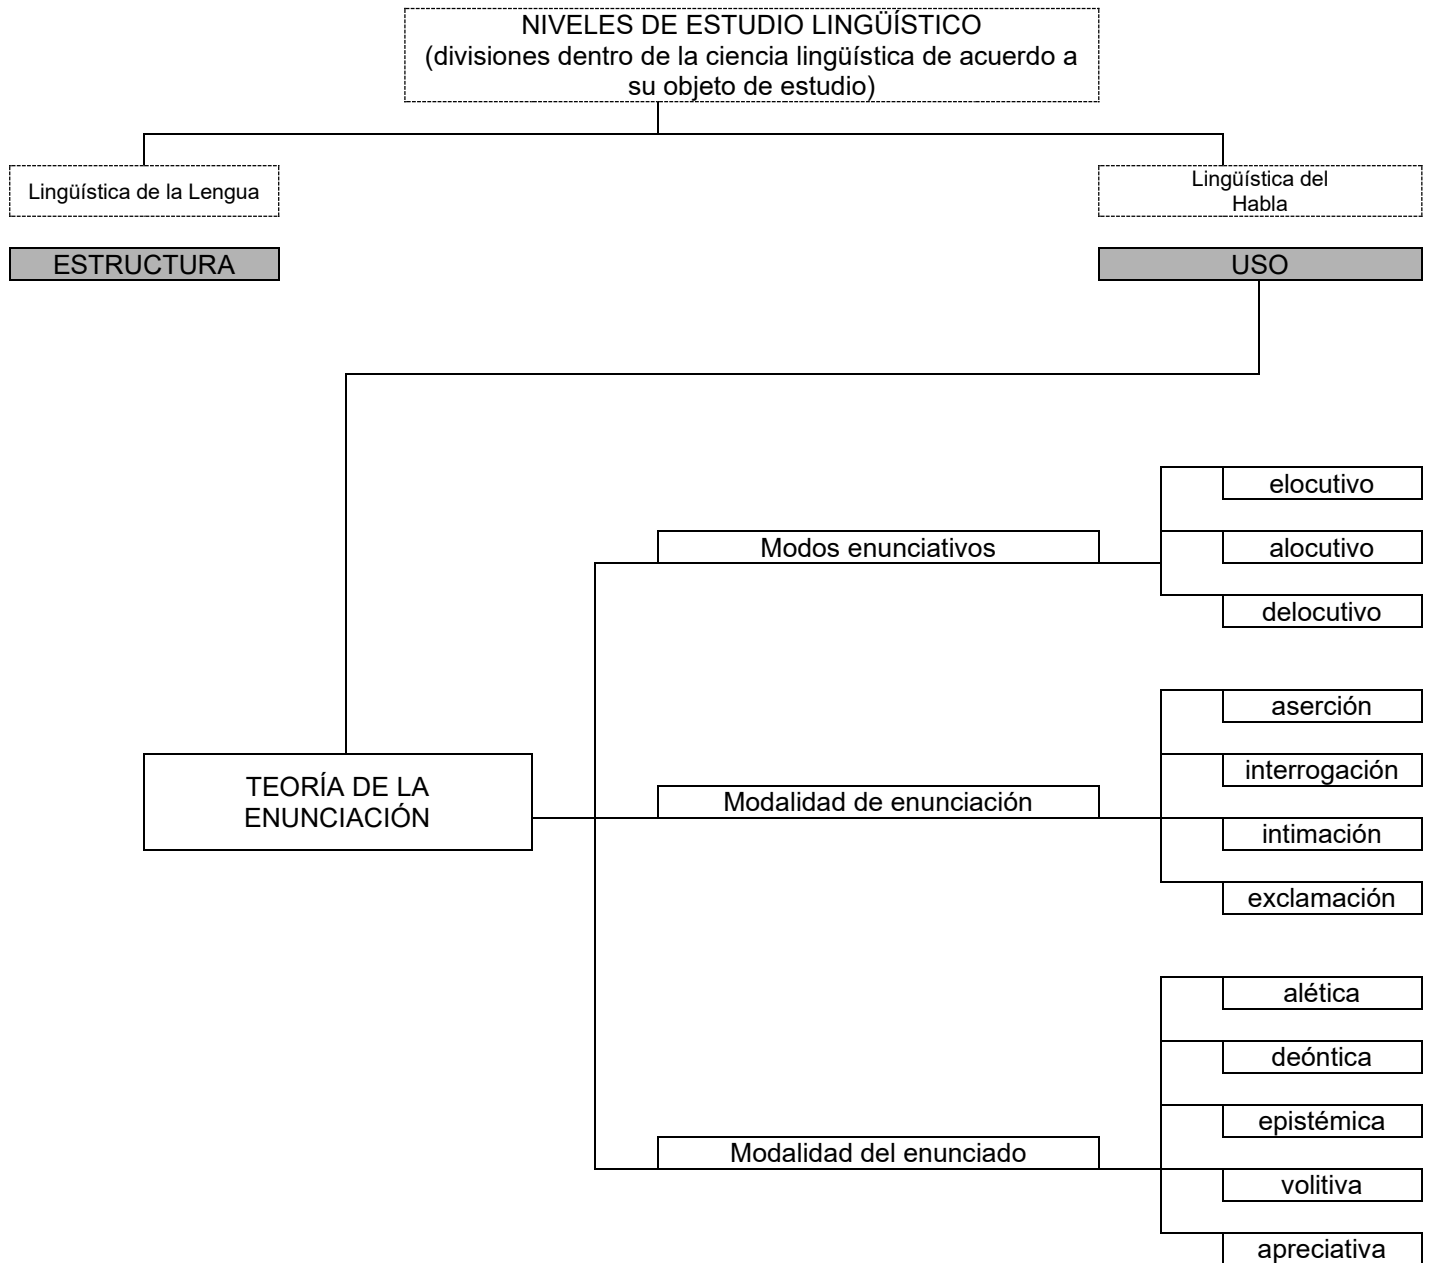 NIVELES DE ESTUDIO LINGÜÍSTICO
(divisiones dentro de la ciencia lingüística de acuerdo a
su objeto de estudio)
Lingüística de la Lengua
Lingüística del
Habla
ESTRUCTURA
USO
elocutivo
Modos enunciativos
alocutivo
delocutivo
aserción
TEORÍA DE LA
ENUNCIACIÓN
interrogación
Modalidad de enunciación
intimación
exclamación
alética
deóntica
epistémica
Modalidad del enunciado
volitiva
apreciativa